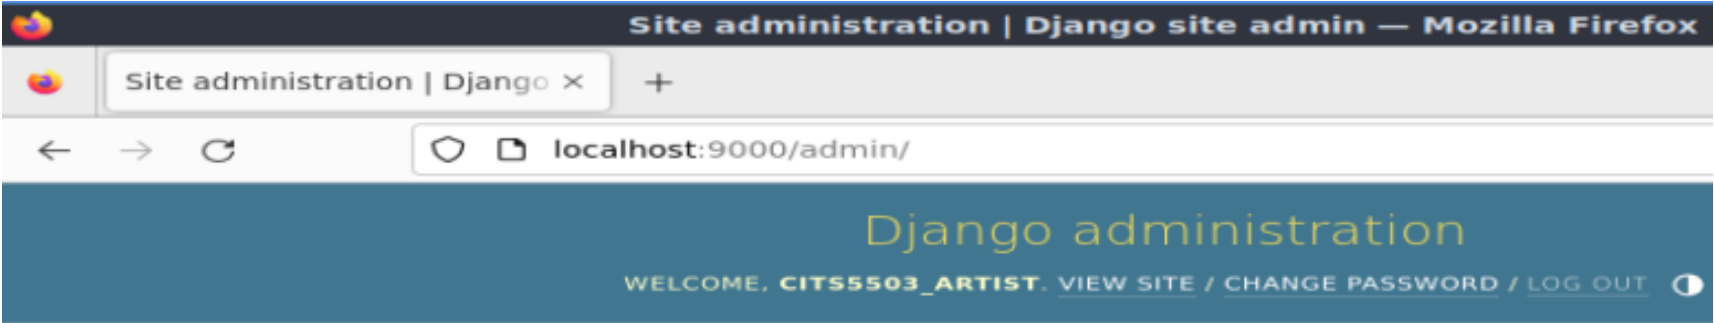 Site administration | Django site admin — Mozilla Firefox
Site administration | Django
localhost:9000/admin/
Django administration
WELCOME, CITS5503_ARTIST. VIEW SITE / CHANGE PASSWORD / LOG OUT